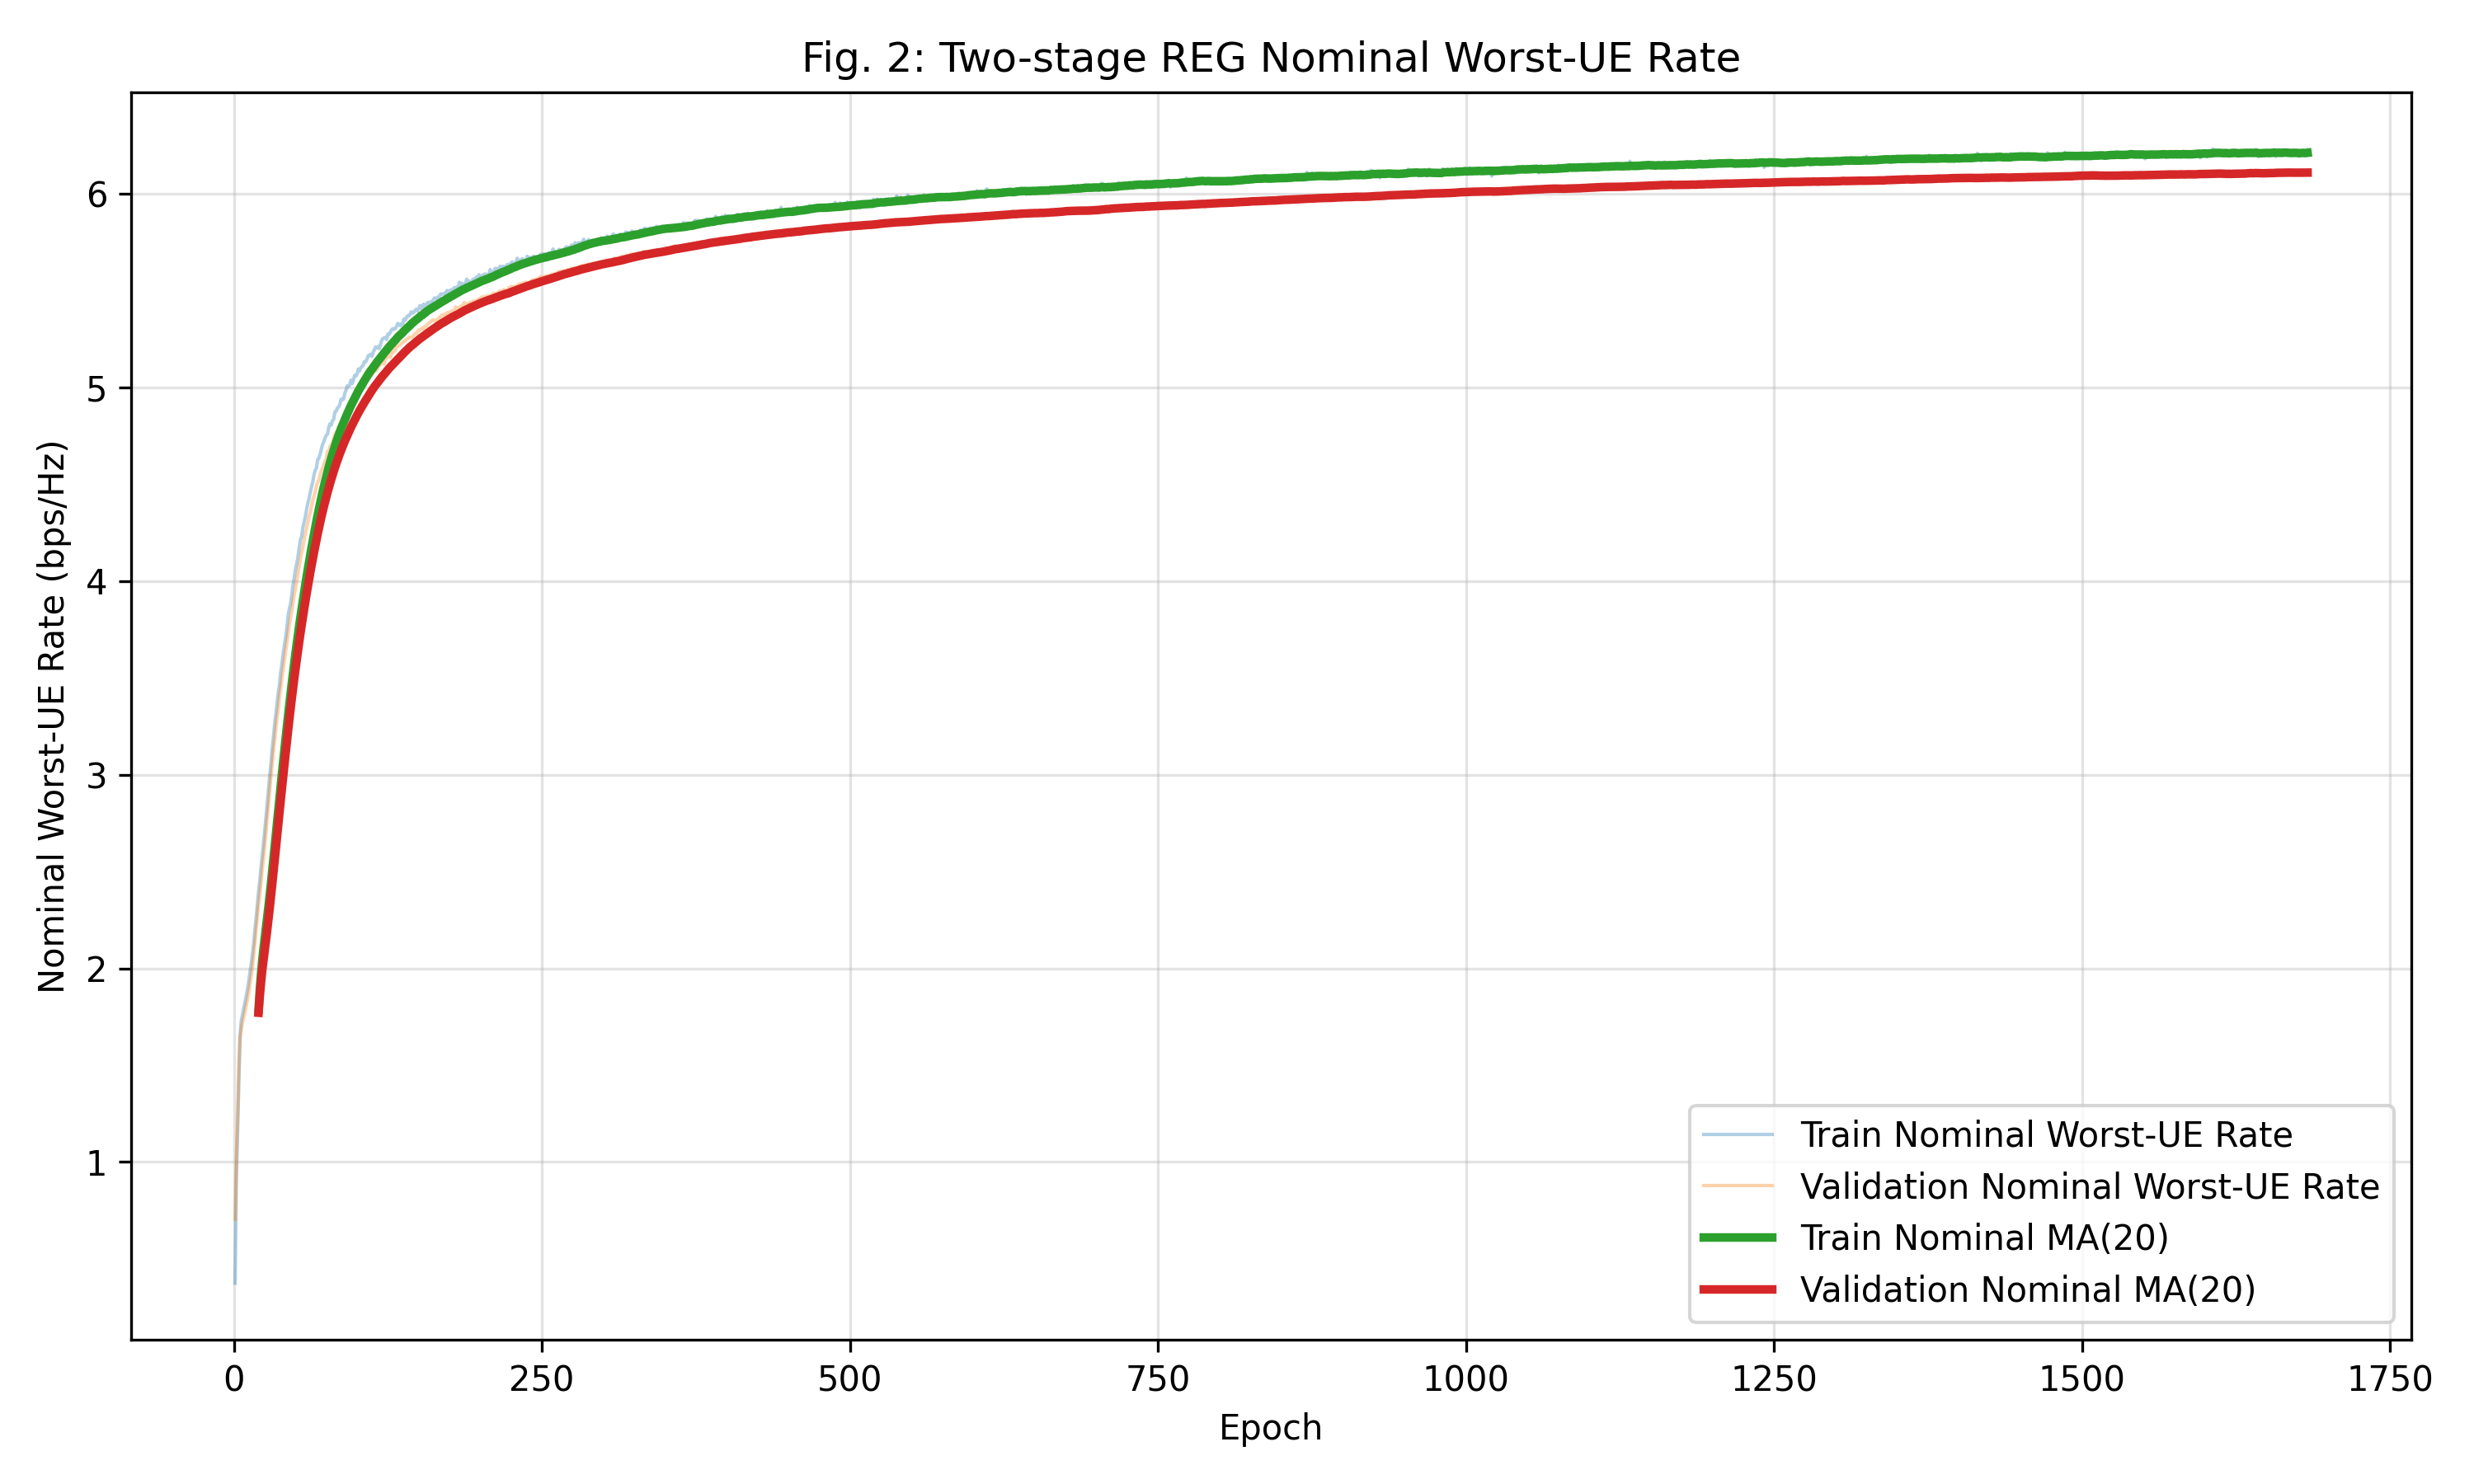 Fig. 2: Two-stage REG Nominal Worst-UE Rate
Nominal Worst-UE Rate (bps/Hz)
6
5
4
3
2
1
0 250 500 750 1000 1250 1500 1750
Epoch
Train Nominal Worst-UE Rate
Validation Nominal Worst-UE Rate
Train Nominal MA(20)
Validation Nominal MA(20)